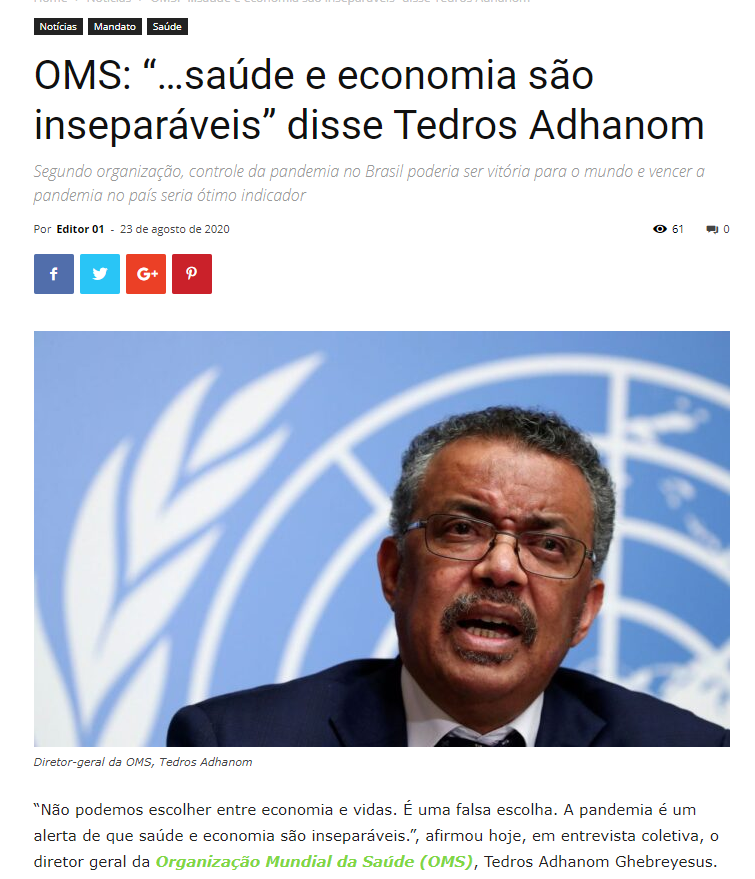 Notícias Mandato Saúde
OMS: “…saúde e economia são
inseparáveis” disse Tedros Adhanom
Segundo organização, controle da pandemia no Brasil poderia ser vitória para o mundo e vencer a
pandemia no país seria ótimo indicador
Por Editor 01 - 23 de agosto de 2020 61 0
Diretor-geral da OMS, Tedros Adhanom
“Não podemos escolher entre economia e vidas. É uma falsa escolha. A pandemia é um
alerta de que saúde e economia são inseparáveis.”, afirmou hoje, em entrevista coletiva, o
diretor geral da Organização Mundial da Saúde (OMS), Tedros Adhanom Ghebreyesus.